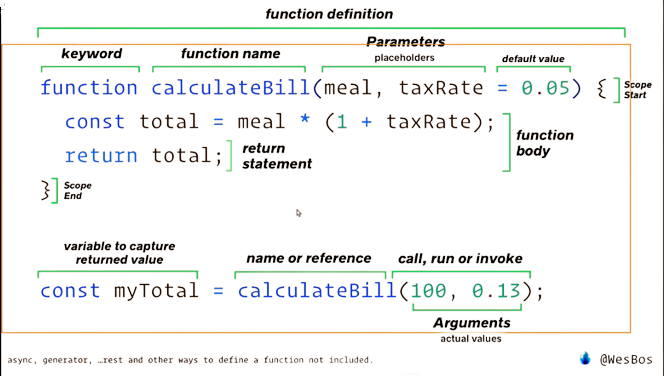 function definition
keyword function name Parameters
placeholders default value
function calculateBill(meal, taxRate = 0.05) {
Scope
Start
const total = meal * (1 + taxRate);
function
body
return total;
return
statement
}
Scope
End
variable to capture
returned value
name or reference call, run or invoke
const myTotal = calculateBill(100, 0.13);
Arguments
actual values
async, generator, …rest and other ways to define a function not included.
@WesBos